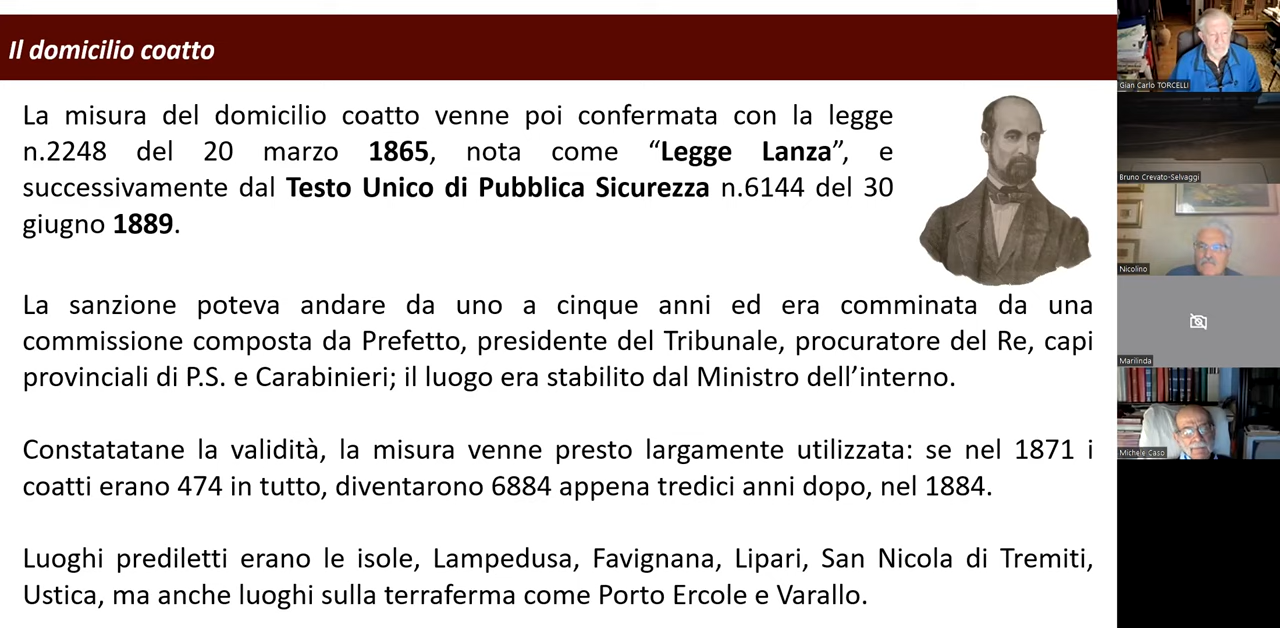 Il domicilio coatto
La misura del domicilio coatto venne poi confermata con la legge
n.2248 del 20 marzo 1865, nota come “Legge Lanza”, e
successivamente dal Testo Unico di Pubblica Sicurezza n.6144 del 30
giugno 1889.
La sanzione poteva andare da uno a cinque anni ed era comminata da una
commissione composta da Prefetto, presidente del Tribunale, procuratore del Re, capi
provinciali di P.S. e Carabinieri; il luogo era stabilito dal Ministro dell’interno.
Constatatane la validità, la misura venne presto largamente utilizzata: se nel 1871 i
coatti erano 474 in tutto, diventarono 6884 appena tredici anni dopo, nel 1884.
Luoghi prediletti erano le isole, Lampedusa, Favignana, Lipari, San Nicola di Tremiti,
Ustica, ma anche luoghi sulla terraferma come Porto Ercole e Varallo.
Gian Carlo TORCELLI
Bruno Crevato-Selvaggi
Nicolino
Marilinda
Michele Caso